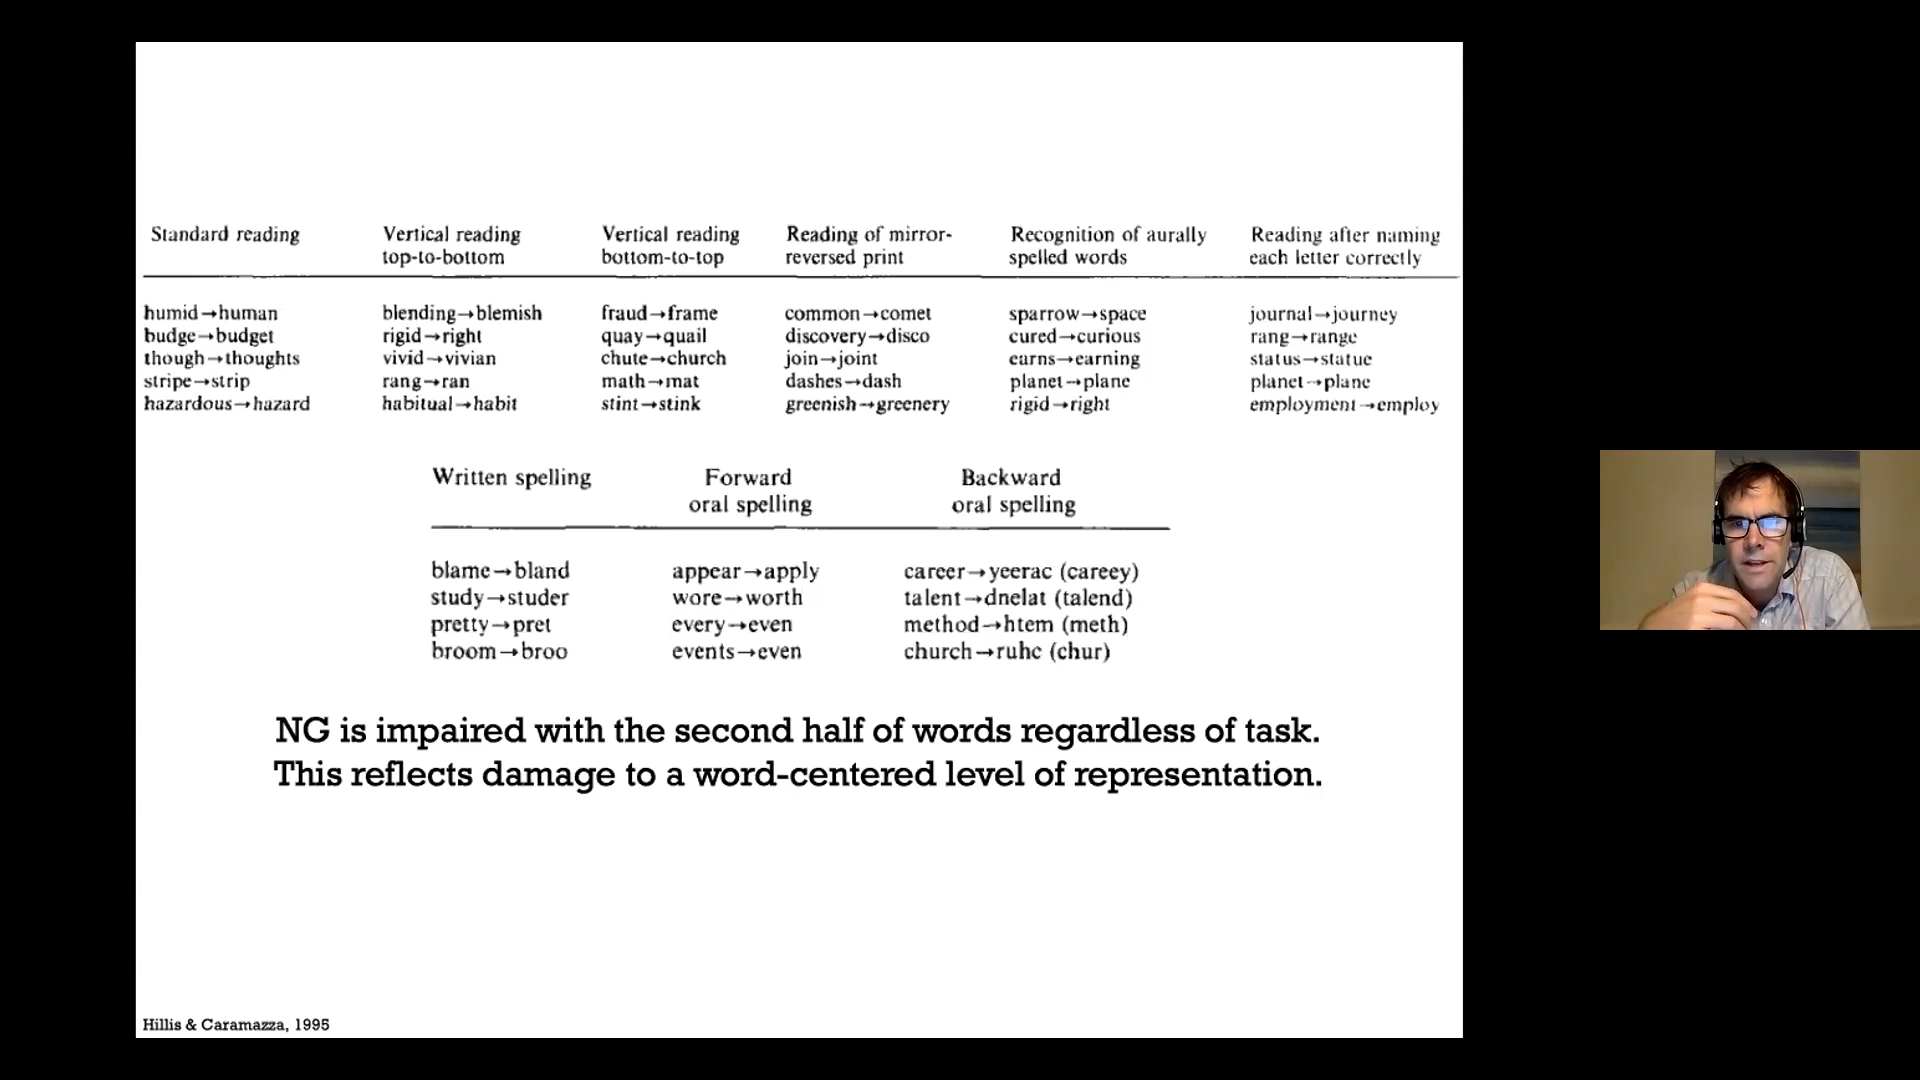 Standard reading
Vertical reading top-to-bottom
Vertical reading bottom-to-top
Reading of mirror-reversed print
Recognition of aurally spelled words
Reading after naming each letter correctly
humid→human blending→blemish fraud→frame common→comet sparrow→space journal→journey
budge→budget rigid→right quay→quail discovery→disco cured→curious rang→range
though→thoughts vivid→vivian chute→church join→joint earns→earning status→statue
stripe→strip rang→ran math→mat dashes→dash planet→plane planet→plane
hazardous→hazard habitual→habit stint→stink greenish→greenery rigid→right employment→employ
Written spelling
Forward oral spelling
Backward oral spelling
blame→bland appear→apply career→yeerac (careey)
study→studer wore→worth talent→dnelat (talend)
pretty→pret every→even method→htem (meth)
broom→broo events→even church→ruhc (chur)
NG is impaired with the second half of words regardless of task.
This reflects damage to a word-centered level of representation.
Hillis & Caramazza, 1995